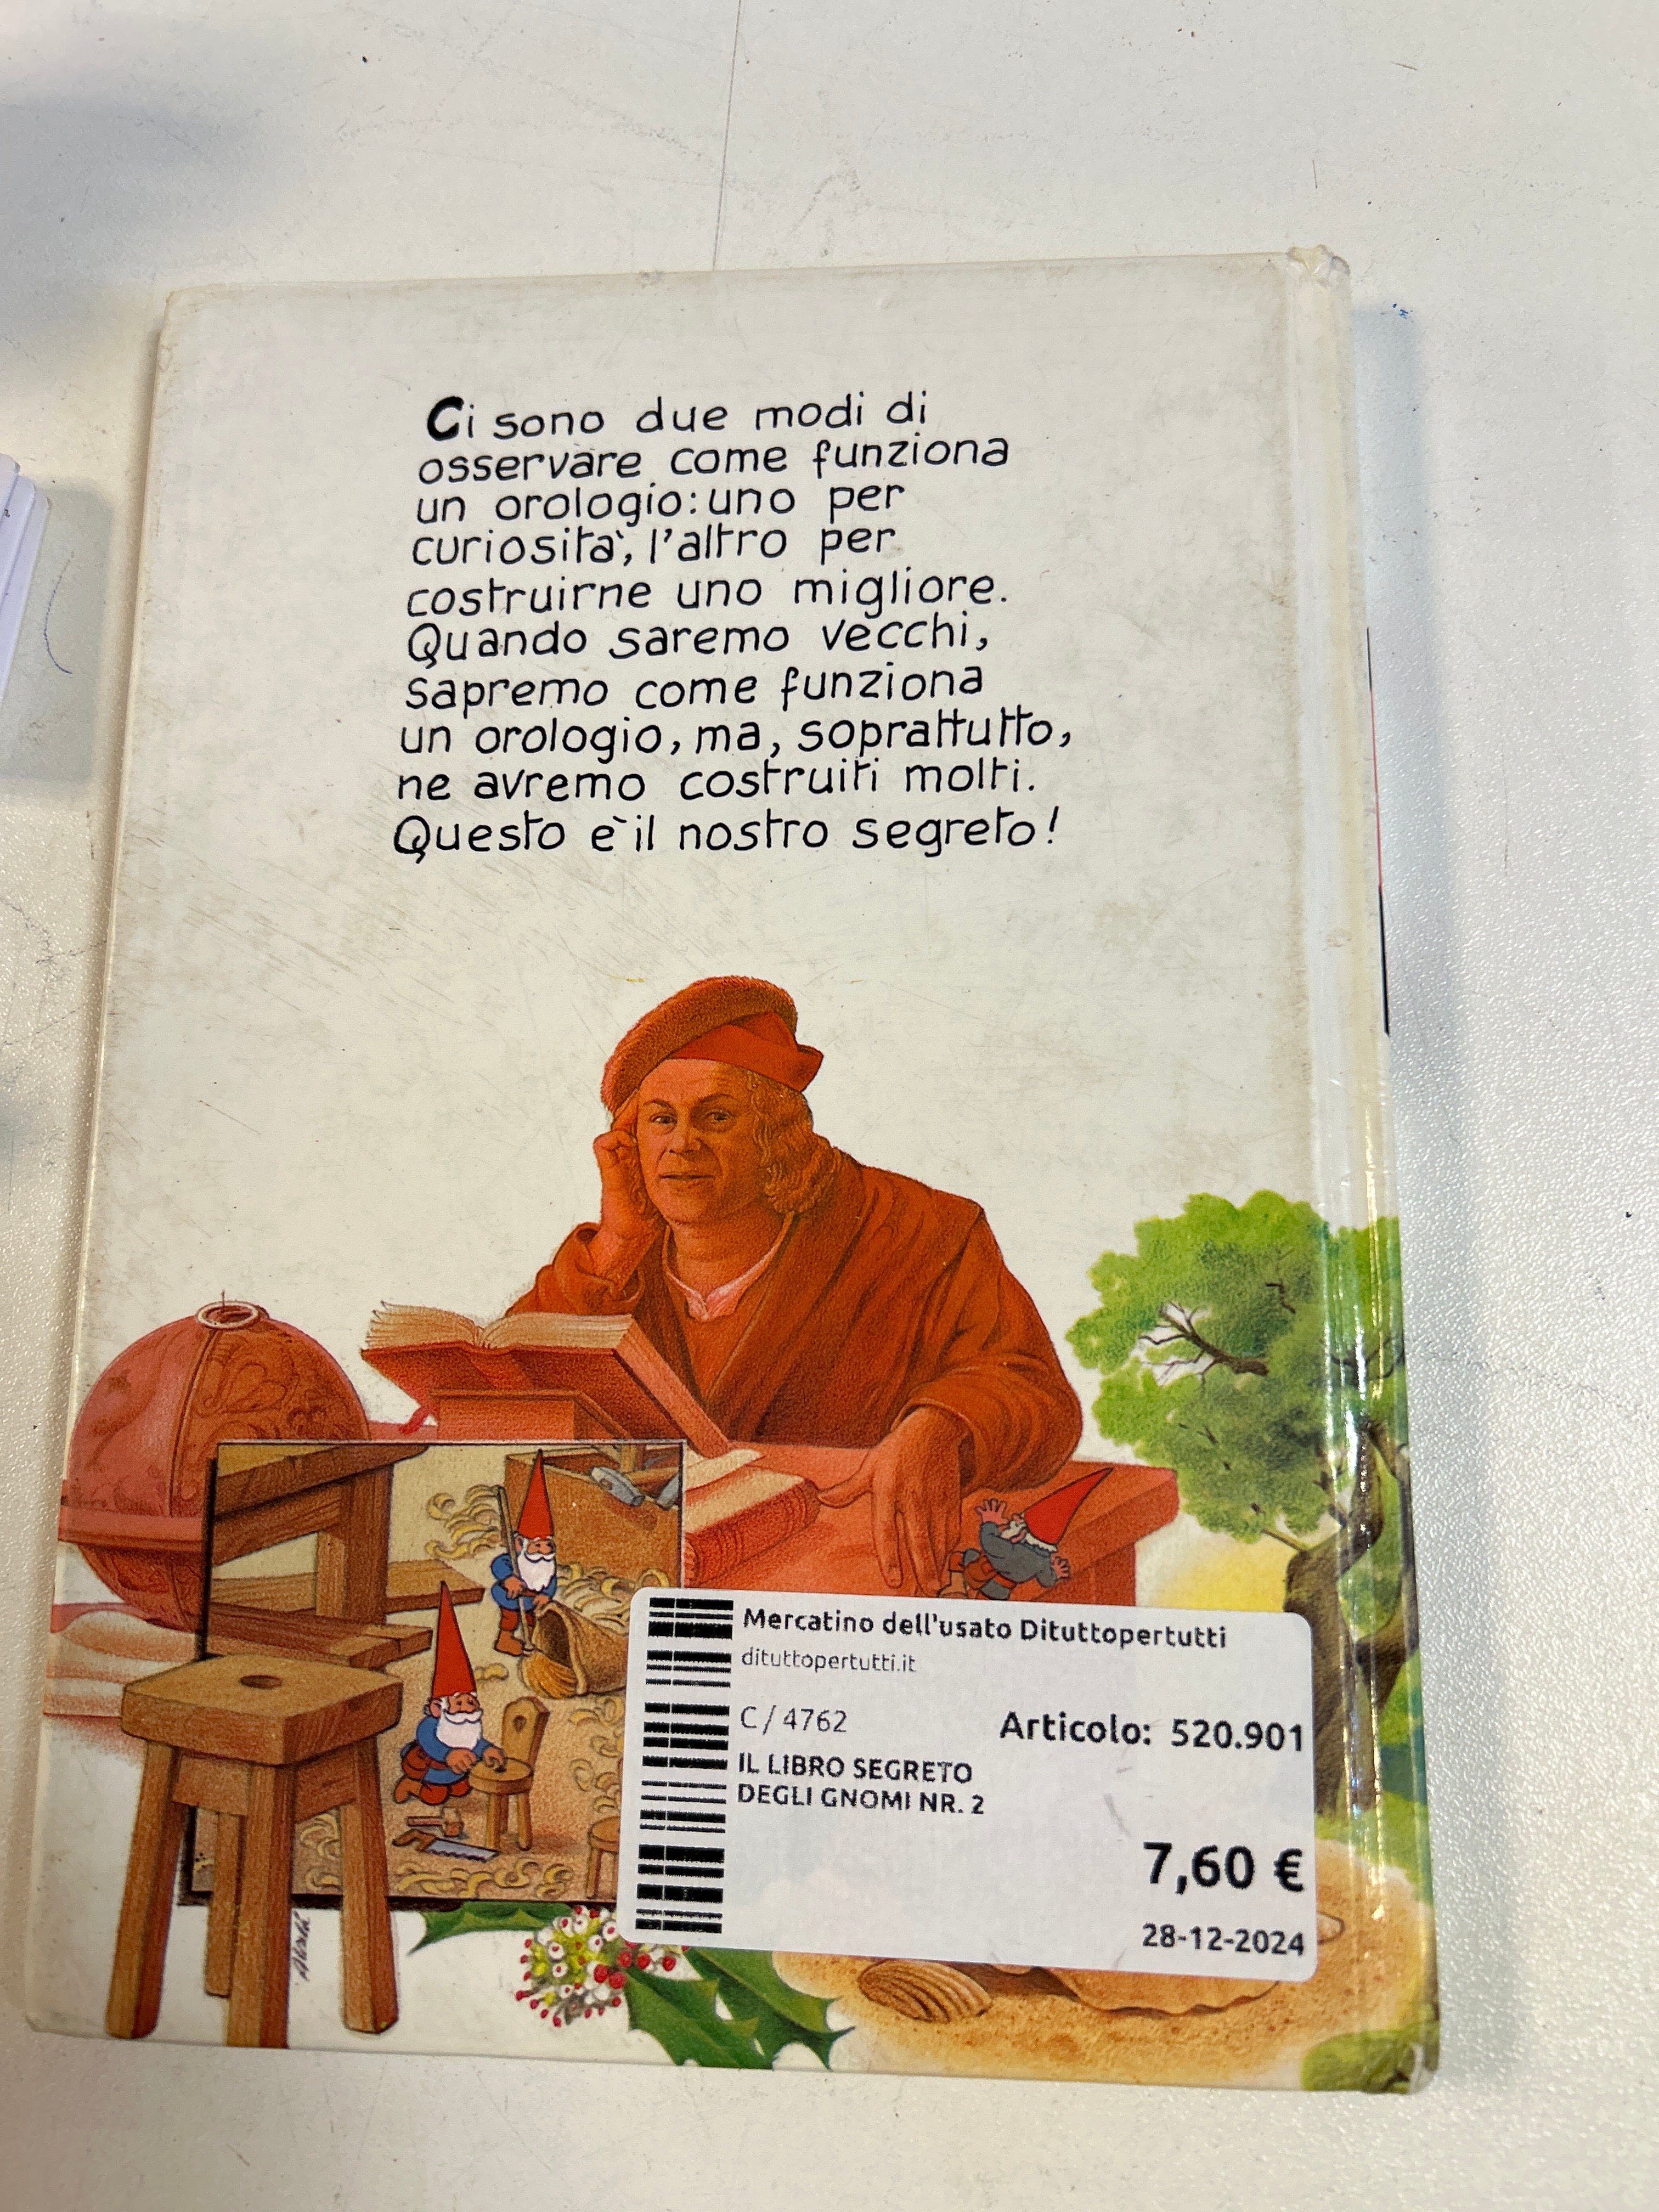 Ci sono due modi di
osservare come funziona
un orologio: uno per
curiosità, l'altro per
costruirne uno migliore.
Quando saremo vecchi,
sapremo come funziona
un orologio, ma, soprattutto,
ne avremo costruiti molti.
Questo è il nostro segreto!
Mercatino dell'usato Dituttopertutti
dituttopertutti.it
C / 4762
Articolo: 520.901
IL LIBRO SEGRETO
DEGLI GNOMI NR. 2
7,60 €
28-12-2024